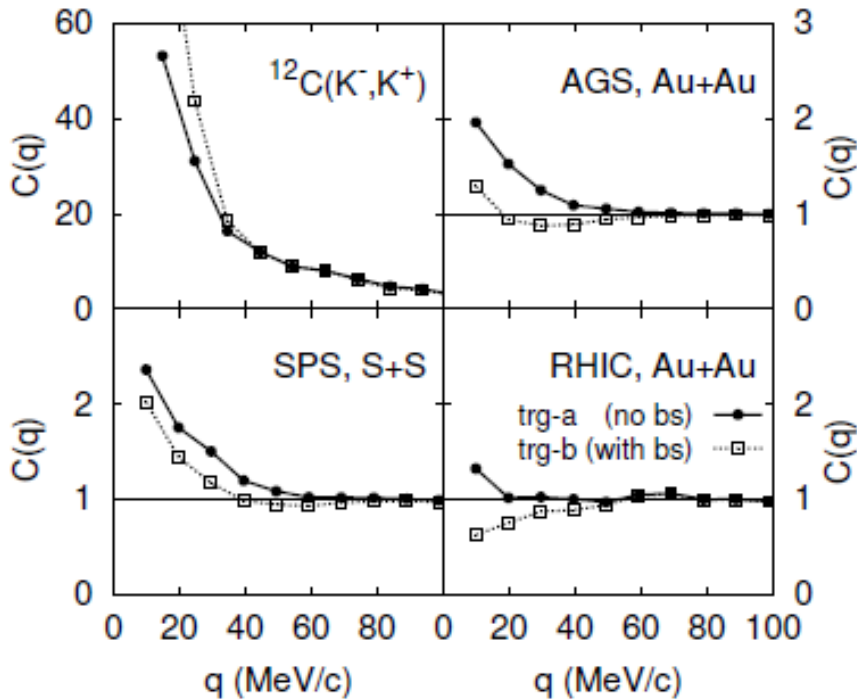 60
40
20
0
C(q)
¹²C(K⁻,K⁺)
AGS, Au+Au
3
2
1
0
C(q)
SPS, S+S
2
1
0
C(q)
RHIC, Au+Au
trg-a (no bs)
trg-b (with bs)
2
1
0
C(q)
0 20 40 60 80 0 20 40 60 80 100
q (MeV/c) q (MeV/c)